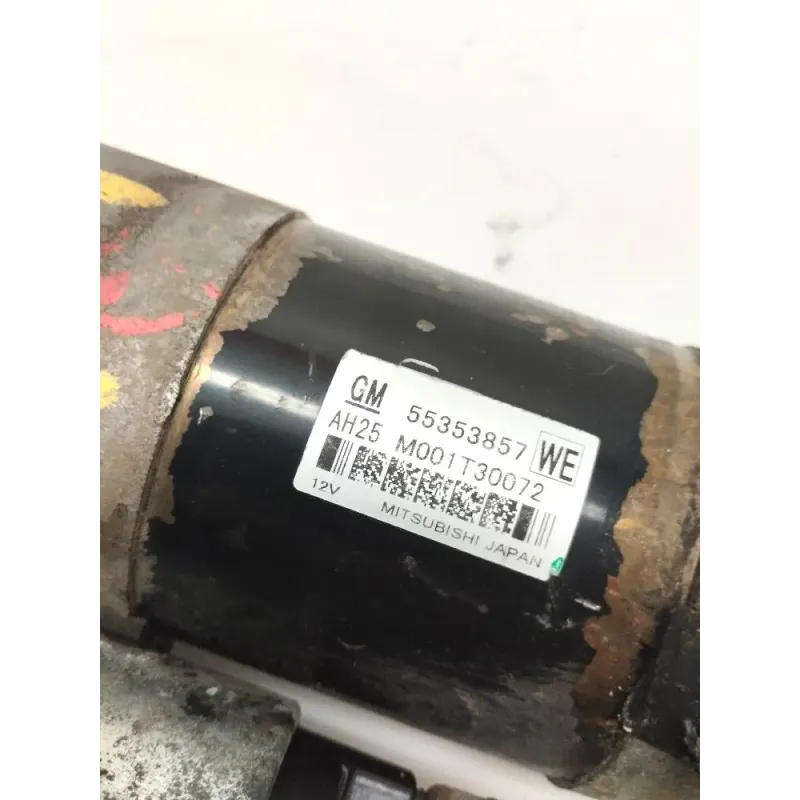 GM 55353857 WE
AH25 M001T30072
12V MITSUBISHI JAPAN